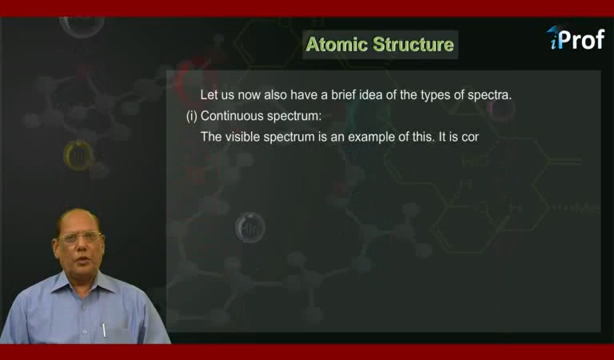 Atomic Structure
iProf
Let us now also have a brief idea of the types of spectra.
(i) Continuous spectrum:
The visible spectrum is an example of this. It is cor